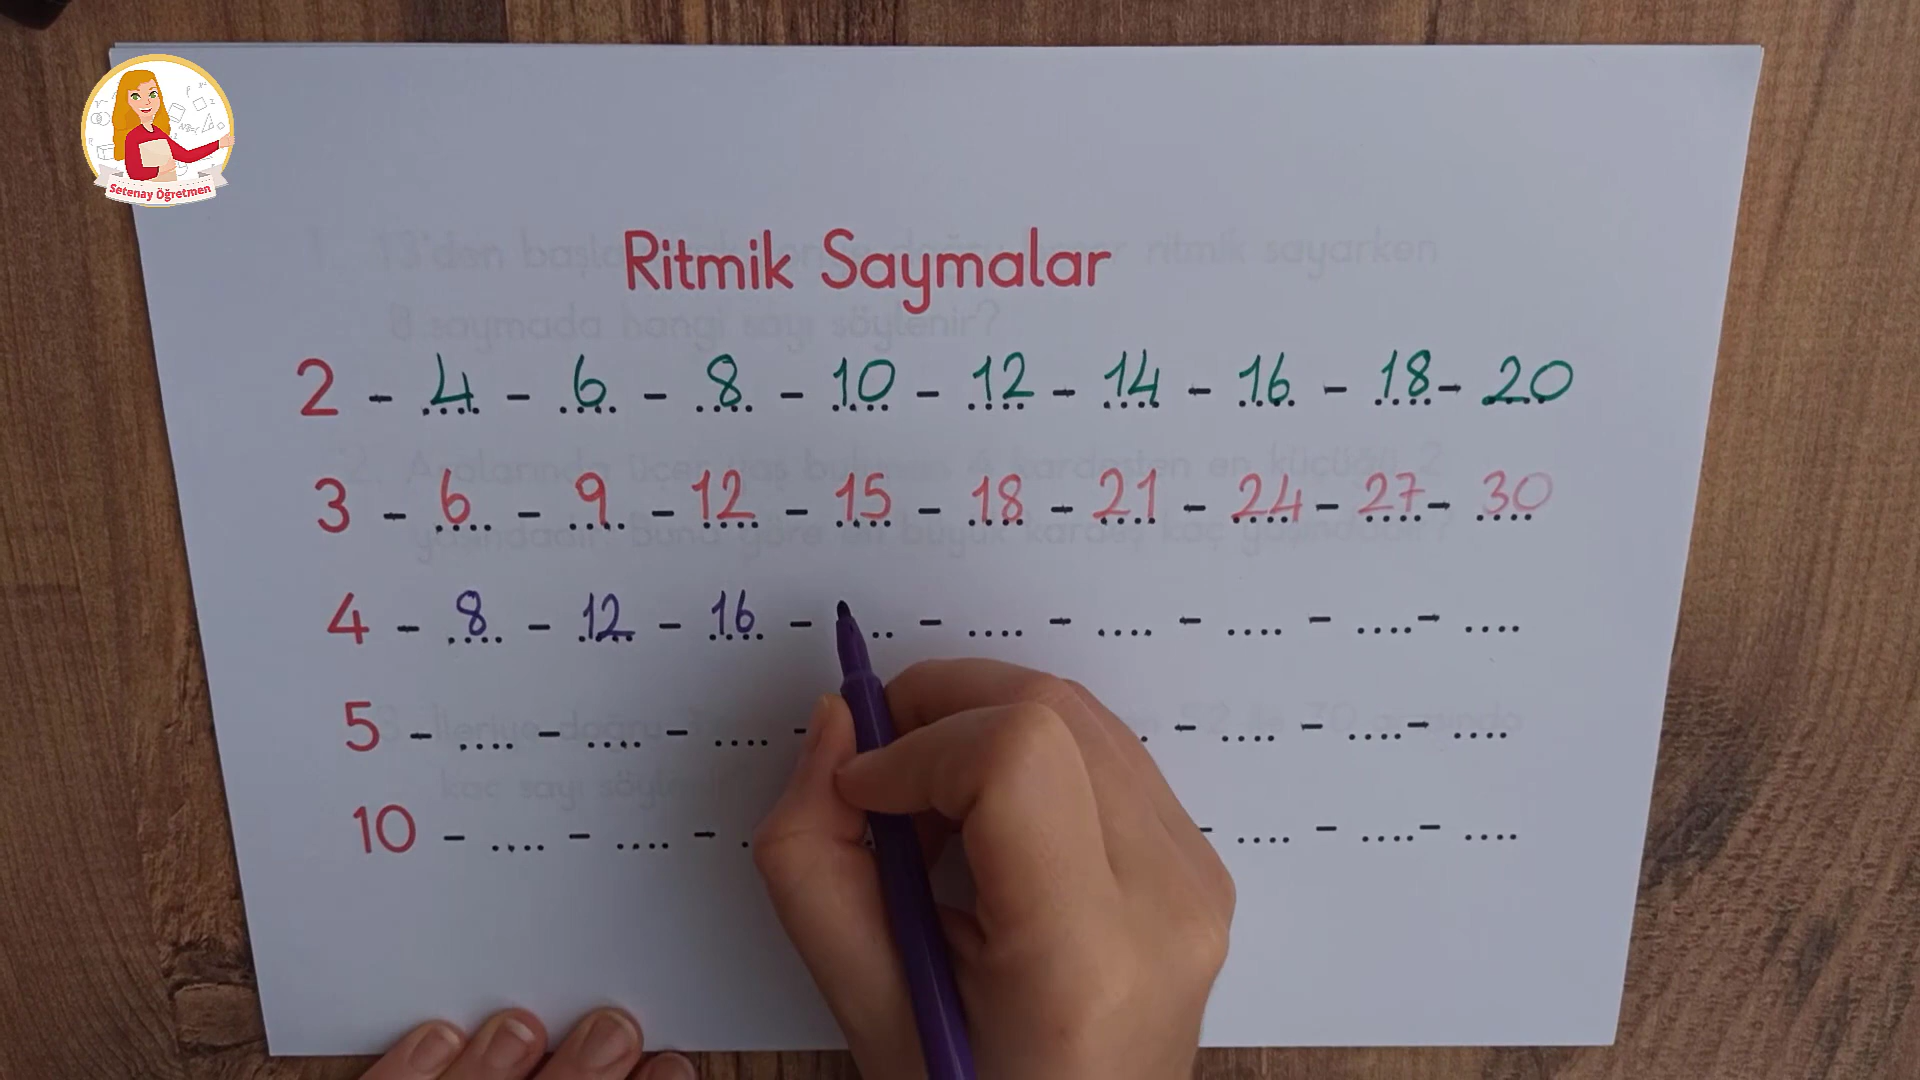 Setenay Öğretmen
Ritmik Saymalar
2 - 4 - 6 - 8 - 10 - 12 - 14 - 16 - 18 - 20
3 - 6 - 9 - 12 - 15 - 18 - 21 - 24 - 27 - 30
4 - 8 - 12 - 16 - .... - .... - .... - .... - .... - ....
5 - .... - .... - .... - - .... - .... - ....
10 - .... - .... - - .... - .... - ....